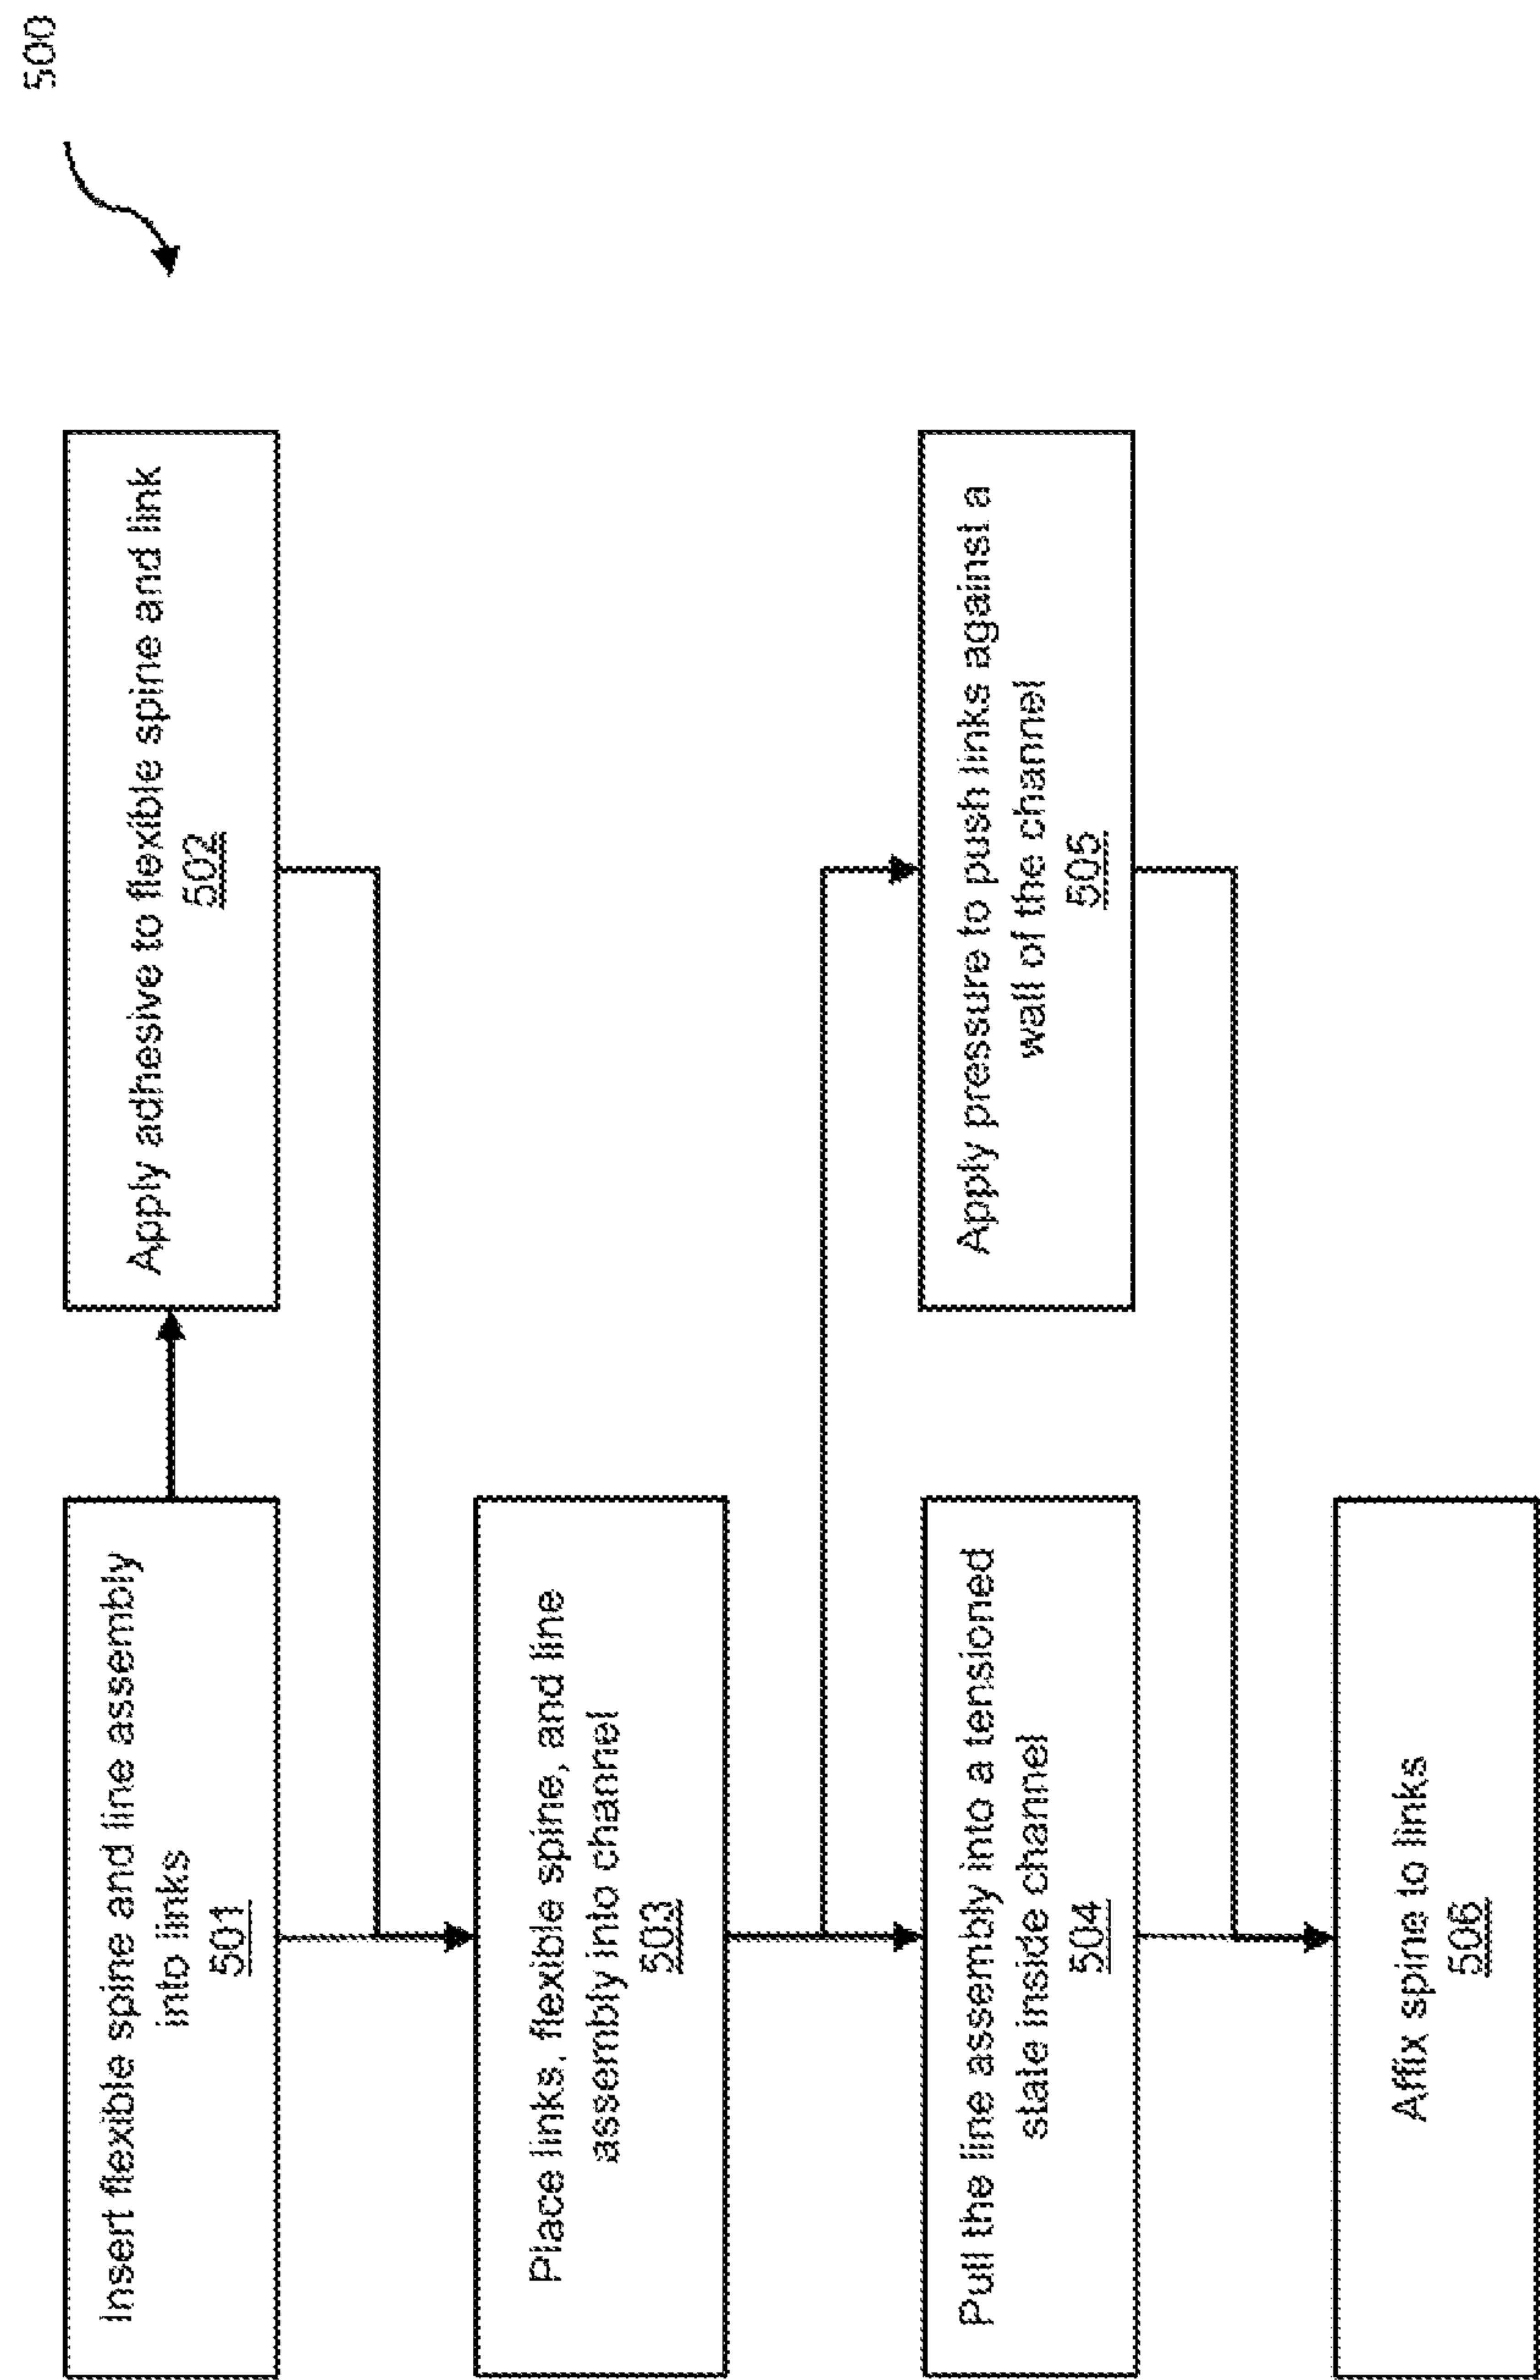 500
Insert flexible spine and line assembly
into links
501
Apply adhesive to flexible spine and link
502
Place links, flexible spine, and line
assembly into channel
503
Pull the line assembly into a tensioned
state inside channel
504
Apply pressure to push links against a
wall of the channel
505
Affix spine to links
506